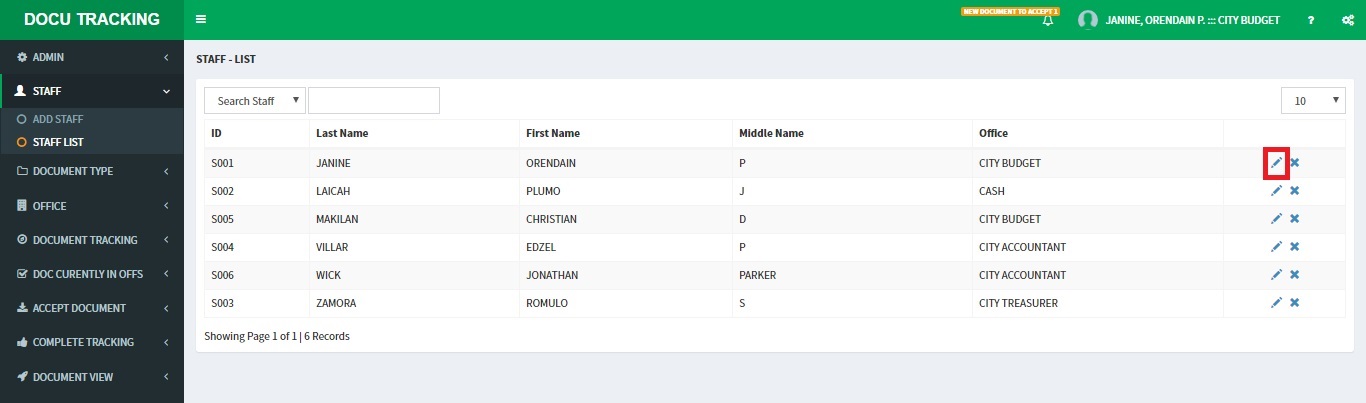 DOCU TRACKING
NEW DOCUMENT TO ACCEPT 1
JANINE, ORENDAIN P. ::: CITY BUDGET
?
ADMIN
STAFF
ADD STAFF
STAFF LIST
DOCUMENT TYPE
OFFICE
DOCUMENT TRACKING
DOC CURENTLY IN OFFS
ACCEPT DOCUMENT
COMPLETE TRACKING
DOCUMENT VIEW
STAFF - LIST
Search Staff
10
ID Last Name First Name Middle Name Office
S001 JANINE ORENDAIN P CITY BUDGET
S002 LAICAH PLUMO J CASH
S005 MAKILAN CHRISTIAN D CITY BUDGET
S004 VILLAR EDZEL P CITY ACCOUNTANT
S006 WICK JONATHAN PARKER CITY ACCOUNTANT
S003 ZAMORA ROMULO S CITY TREASURER
Showing Page 1 of 1 | 6 Records